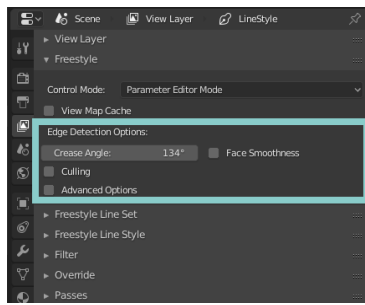 Scene View Layer LineStyle
View Layer
Freestyle
Control Mode: Parameter Editor Mode
View Map Cache
Edge Detection Options:
Crease Angle: 134° Face Smoothness
Culling
Advanced Options
Freestyle Line Set
Freestyle Line Style
Filter
Override
Passes